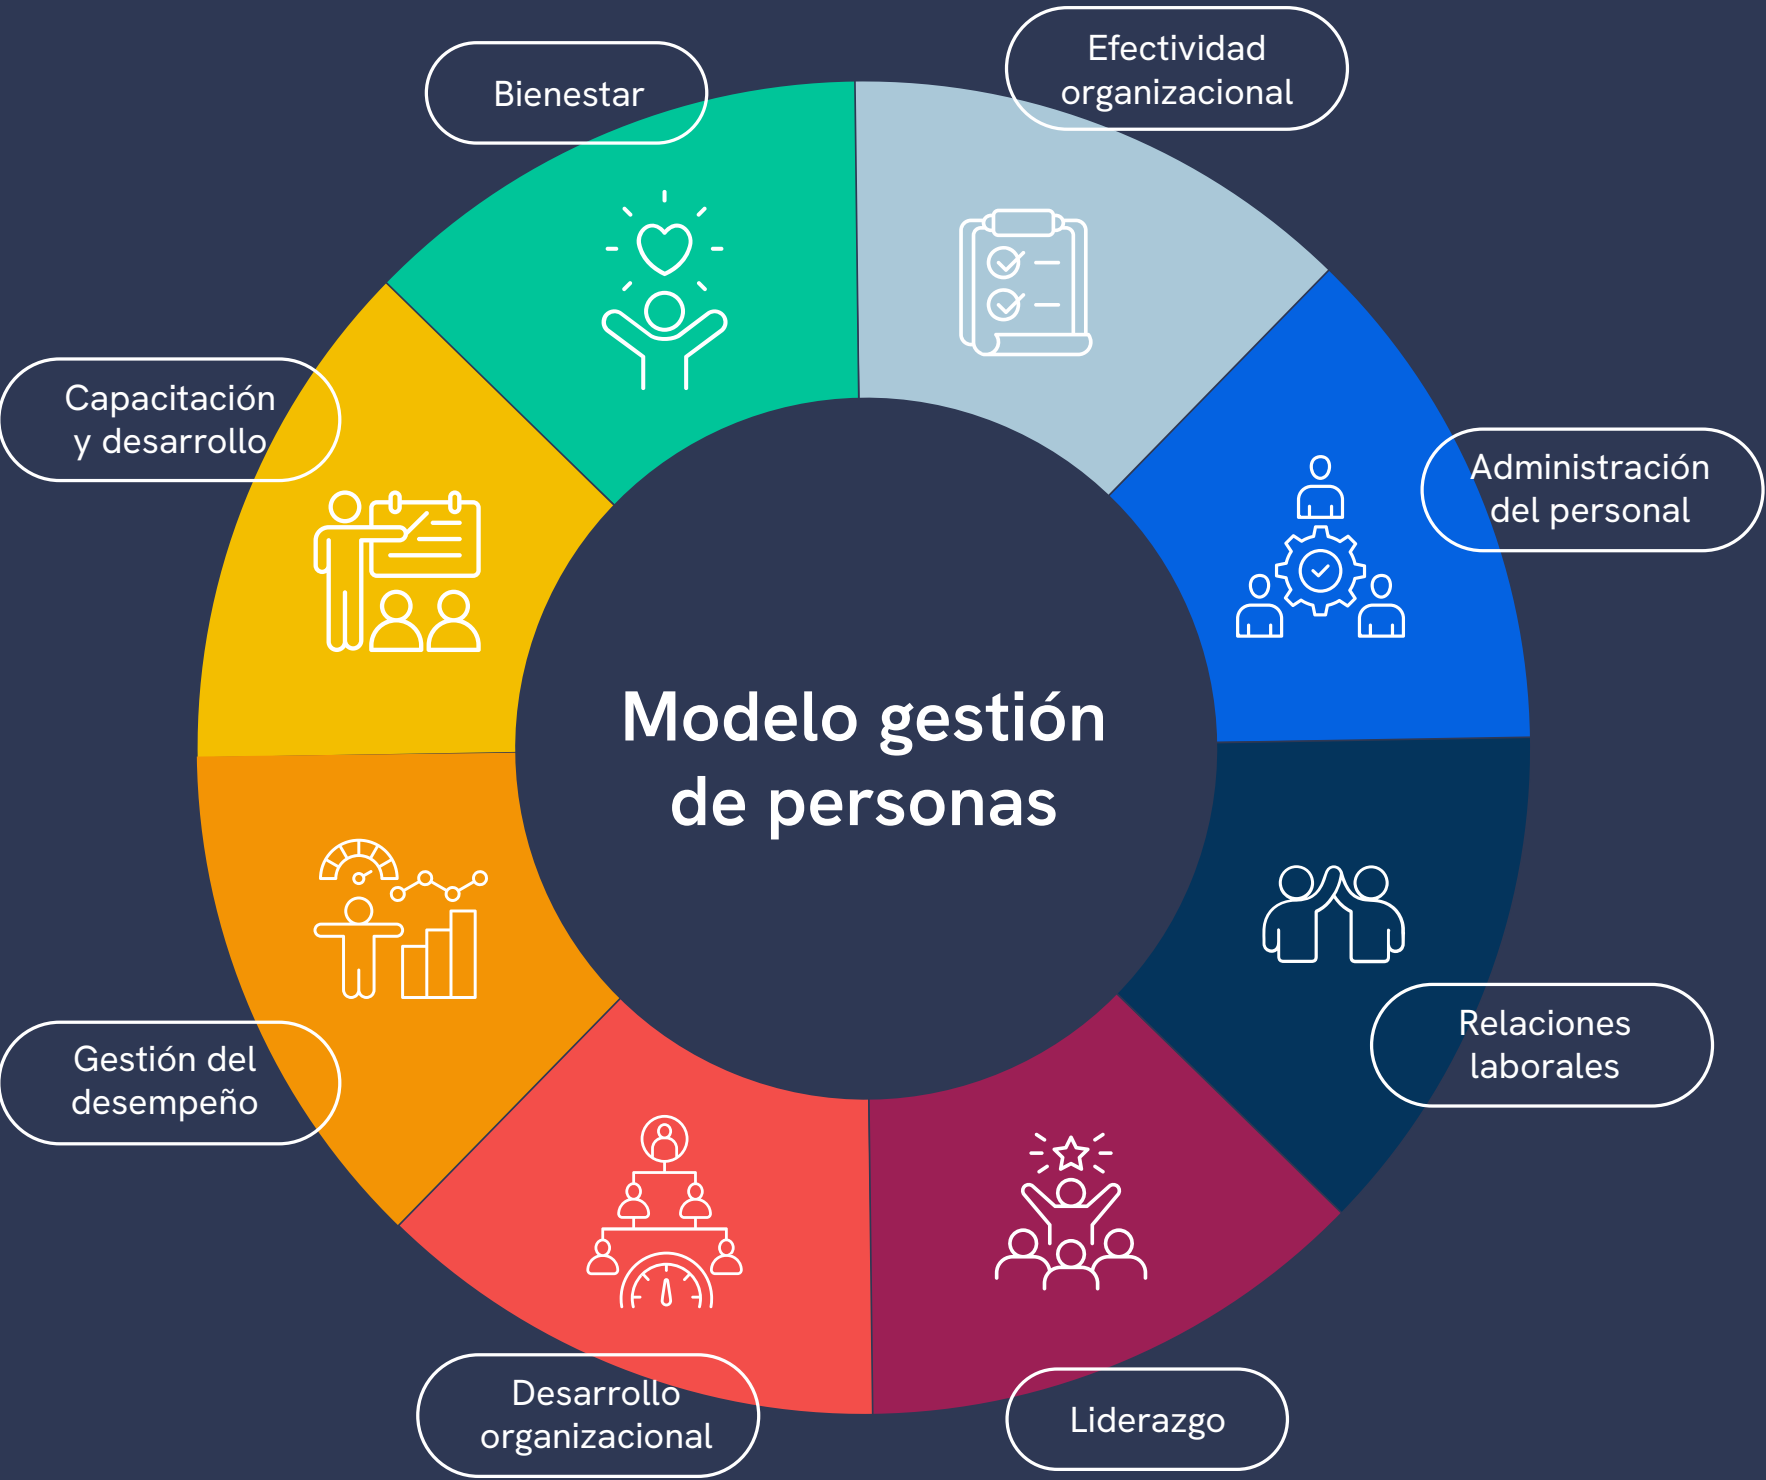 Efectividad
organizacional
Bienestar
Capacitación
y desarrollo
Administración
del personal
Modelo gestión
de personas
Relaciones
laborales
Gestión del
desempeño
Desarrollo
organizacional
Liderazgo